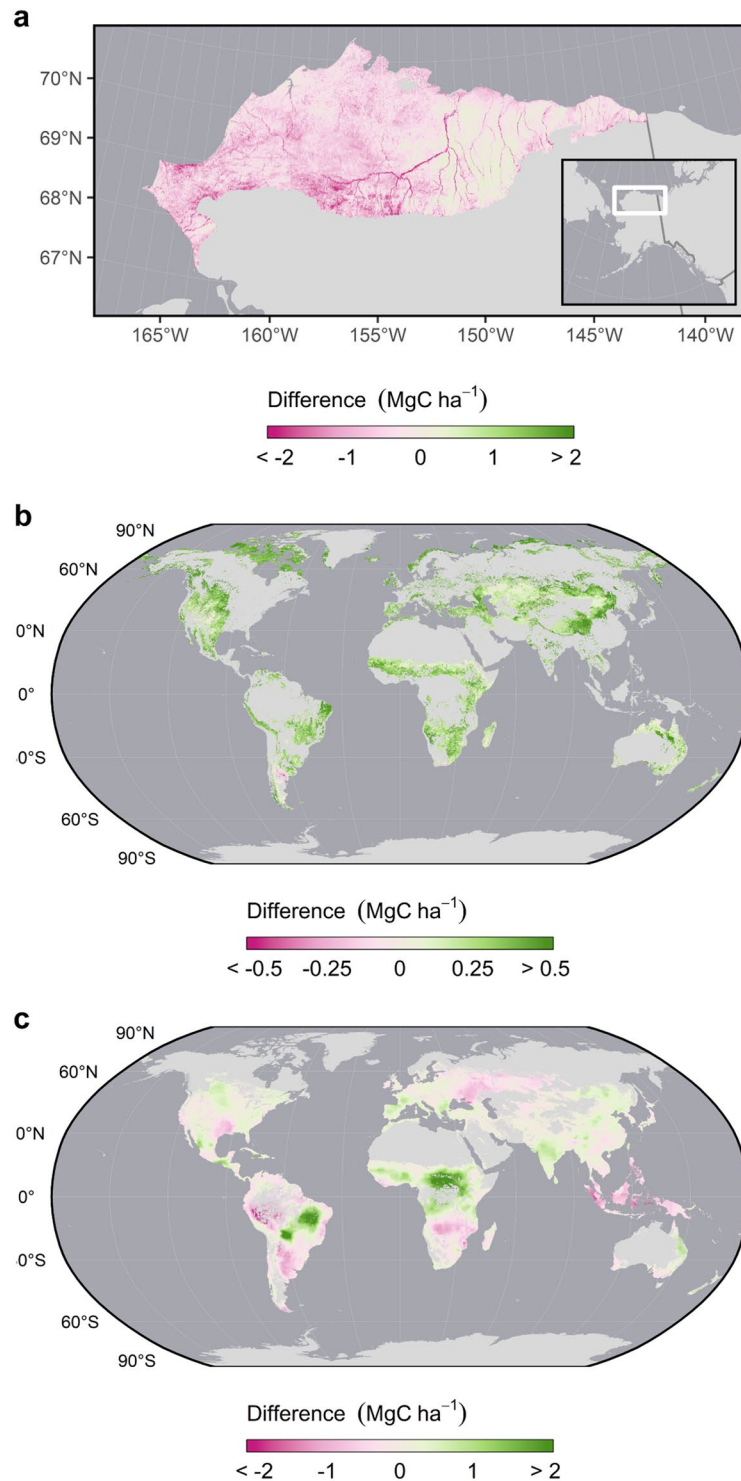 a
70°N
69°N
68°N
67°N
165°W 160°W 155°W 150°W 145°W 140°W
Difference (MgC ha⁻¹)
< -2 -1 0 1 > 2
b
90°N
60°N
0°N
0°
0°S
60°S
90°S
Difference (MgC ha⁻¹)
< -0.5 -0.25 0 0.25 > 0.5
c
90°N
60°N
0°N
0°
0°S
60°S
90°S
Difference (MgC ha⁻¹)
< -2 -1 0 1 > 2